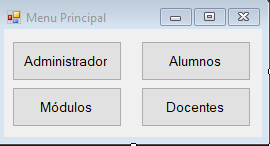 Menu Principal
Administrador Alumnos
Módulos Docentes